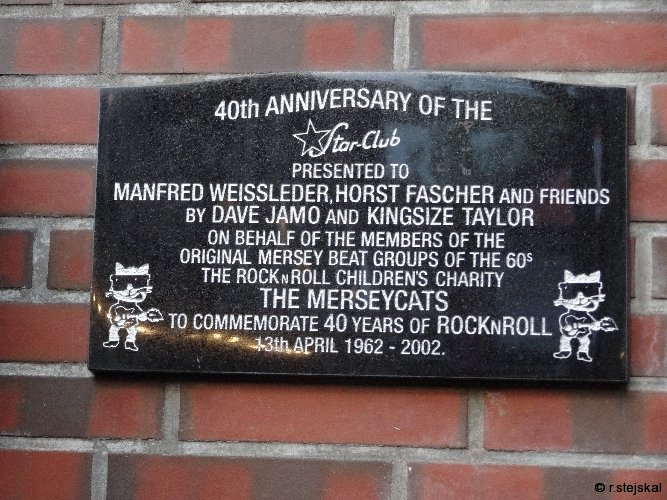 40th ANNIVERSARY OF THE
Star-Club
PRESENTED TO
MANFRED WEISSLEDER, HORST FASCHER AND FRIENDS
BY DAVE JAMO AND KINGSIZE TAYLOR
ON BEHALF OF THE MEMBERS OF THE
ORIGINAL MERSEY BEAT GROUPS OF THE 60s
THE ROCKNROLL CHILDREN'S CHARITY
THE MERSEYCATS
TO COMMEMORATE 40 YEARS OF ROCKNROLL
13th APRIL 1962 - 2002.
© r.stejskal